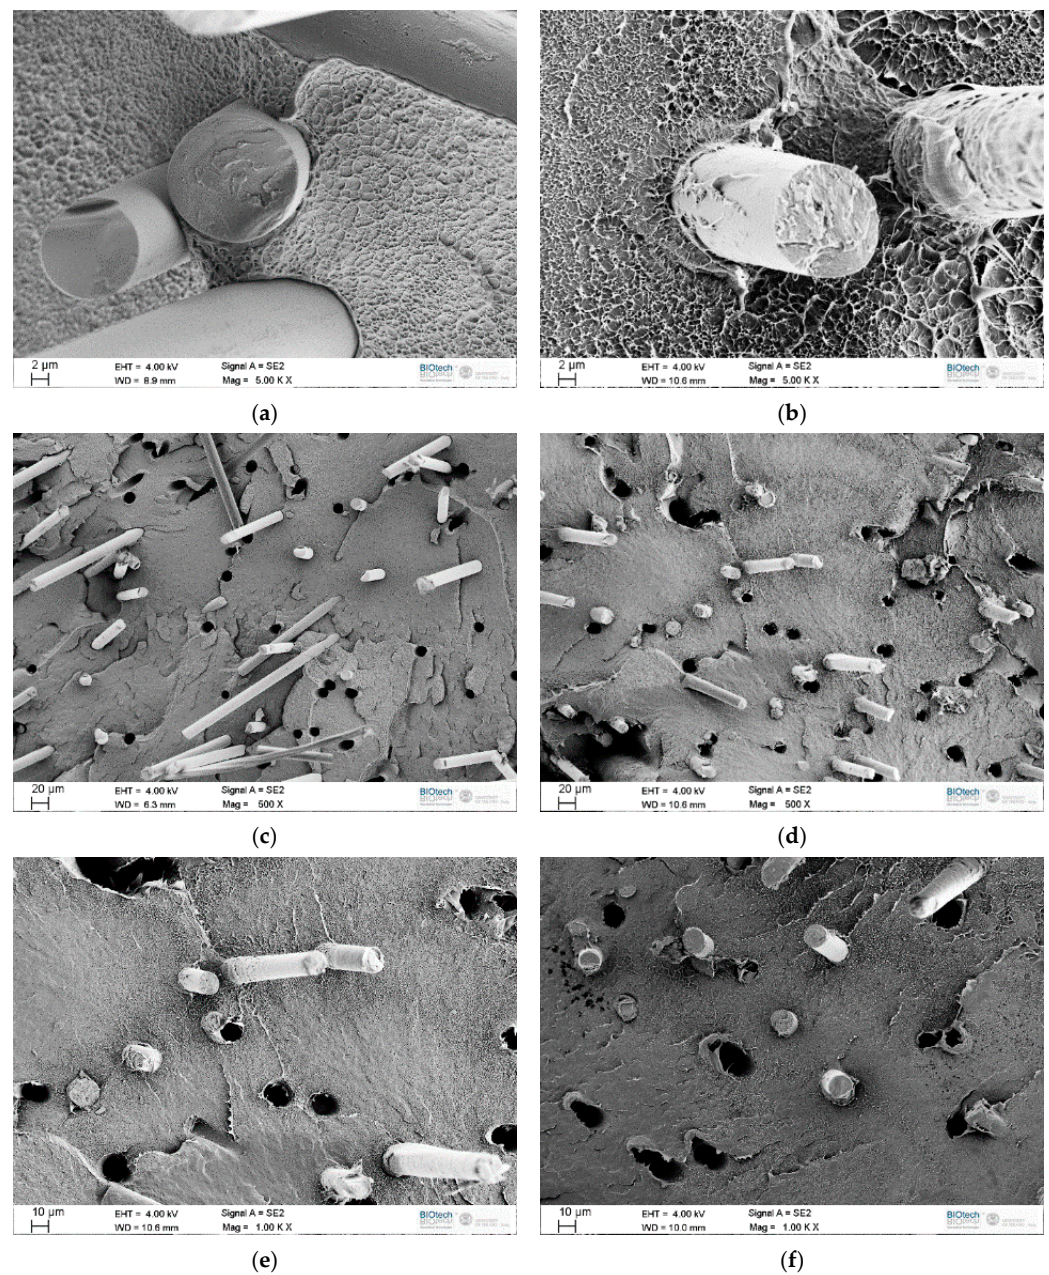 2 µm EHT = 4.00 kV Signal A = SE2 BIOtech
WD = 8.9 mm Mag = 5.00 K X
2 µm EHT = 4.00 kV Signal A = SE2 BIOtech
WD = 10.6 mm Mag = 5.00 K X
(a)
(b)
20 µm EHT = 4.00 kV Signal A = SE2 BIOtech
WD = 6.3 mm Mag = 500 X
20 µm EHT = 4.00 kV Signal A = SE2 BIOtech
WD = 10.6 mm Mag = 500 X
(c)
(d)
10 µm EHT = 4.00 kV Signal A = SE2 BIOtech
WD = 10.6 mm Mag = 1.00 K X
10 µm EHT = 4.00 kV Signal A = SE2 BIOtech
WD = 10.0 mm Mag = 1.00 K X
(e)
(f)